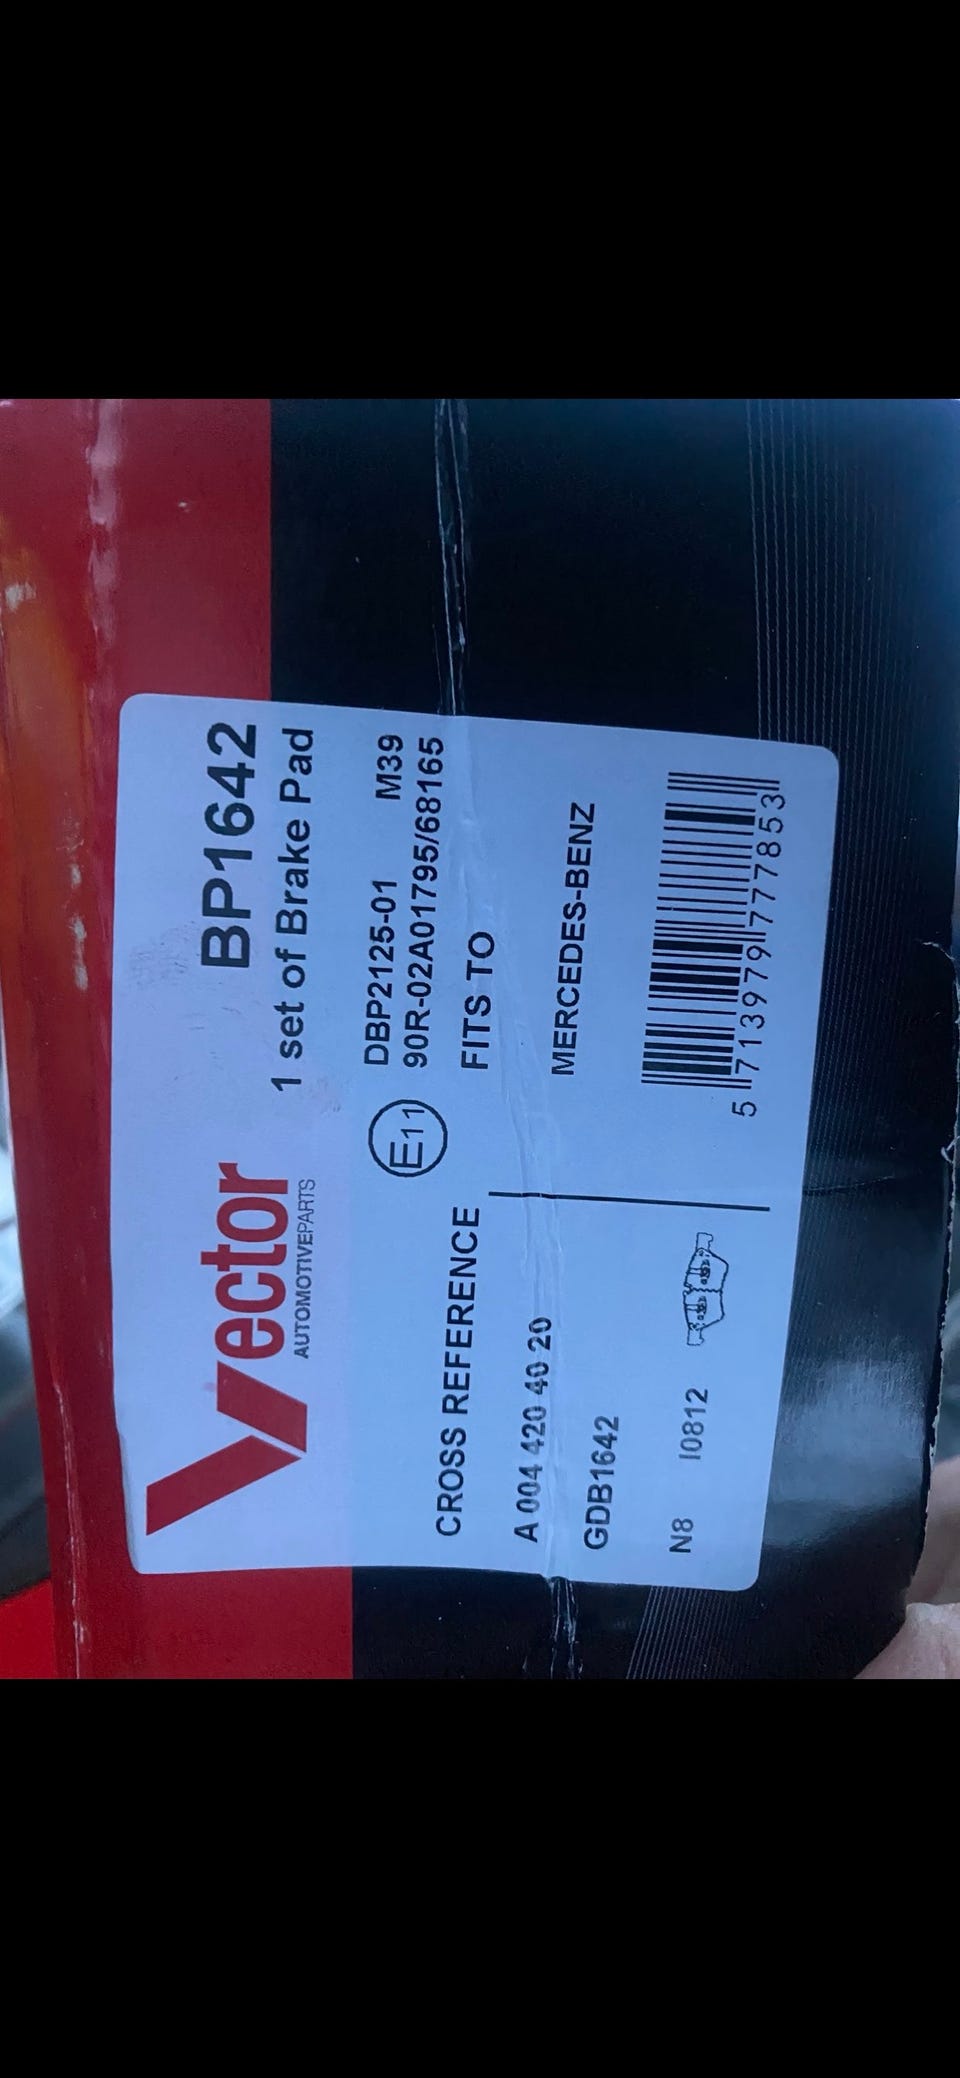 Vector
AUTOMOTIVEPARTS
BP1642
1 set of Brake Pad
E11
DBP2125-01 M39
90R-02A01795/68165
CROSS REFERENCE
FITS TO
A 004 420 40 20
GDB1642
MERCEDES-BENZ
N8 I0812
5 713979 777853